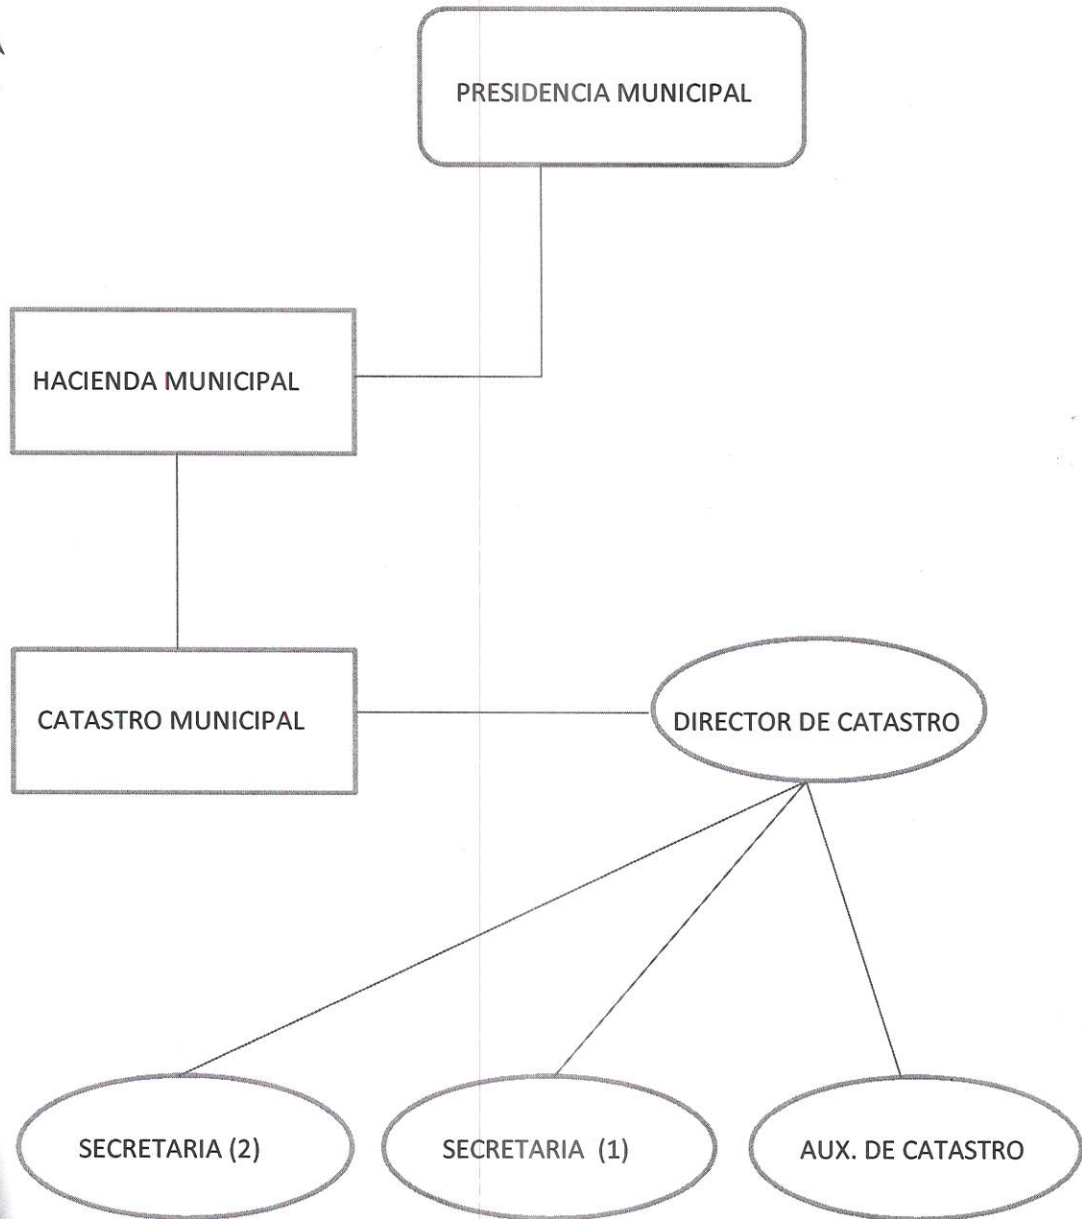 PRESIDENCIA MUNICIPAL
HACIENDA MUNICIPAL
CATASTRO MUNICIPAL
DIRECTOR DE CATASTRO
SECRETARIA (2)
SECRETARIA (1)
AUX. DE CATASTRO